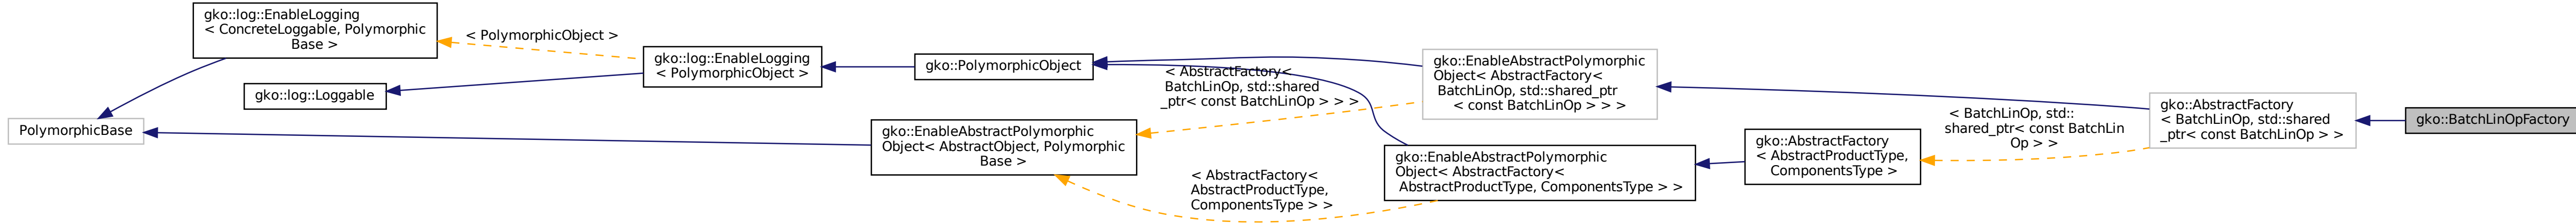 gko::log::EnableLogging
< ConcreteLoggable, Polymorphic
Base >
< PolymorphicObject >
gko::log::Loggable
PolymorphicBase
gko::log::EnableLogging
< PolymorphicObject >
gko::PolymorphicObject
gko::EnableAbstractPolymorphic
Object< AbstractObject, Polymorphic
Base >
< AbstractFactory<
BatchLinOp, std::shared
_ptr< const BatchLinOp > > >
< AbstractFactory<
AbstractProductType,
ComponentsType > >
gko::EnableAbstractPolymorphic
Object< AbstractFactory<
BatchLinOp, std::shared_ptr
< const BatchLinOp > > >
gko::EnableAbstractPolymorphic
Object< AbstractFactory<
AbstractProductType, ComponentsType > >
gko::AbstractFactory
< AbstractProductType,
ComponentsType >
< BatchLinOp, std::
shared_ptr< const BatchLin
Op > >
gko::AbstractFactory
< BatchLinOp, std::shared
_ptr< const BatchLinOp > >
gko::BatchLinOpFactory